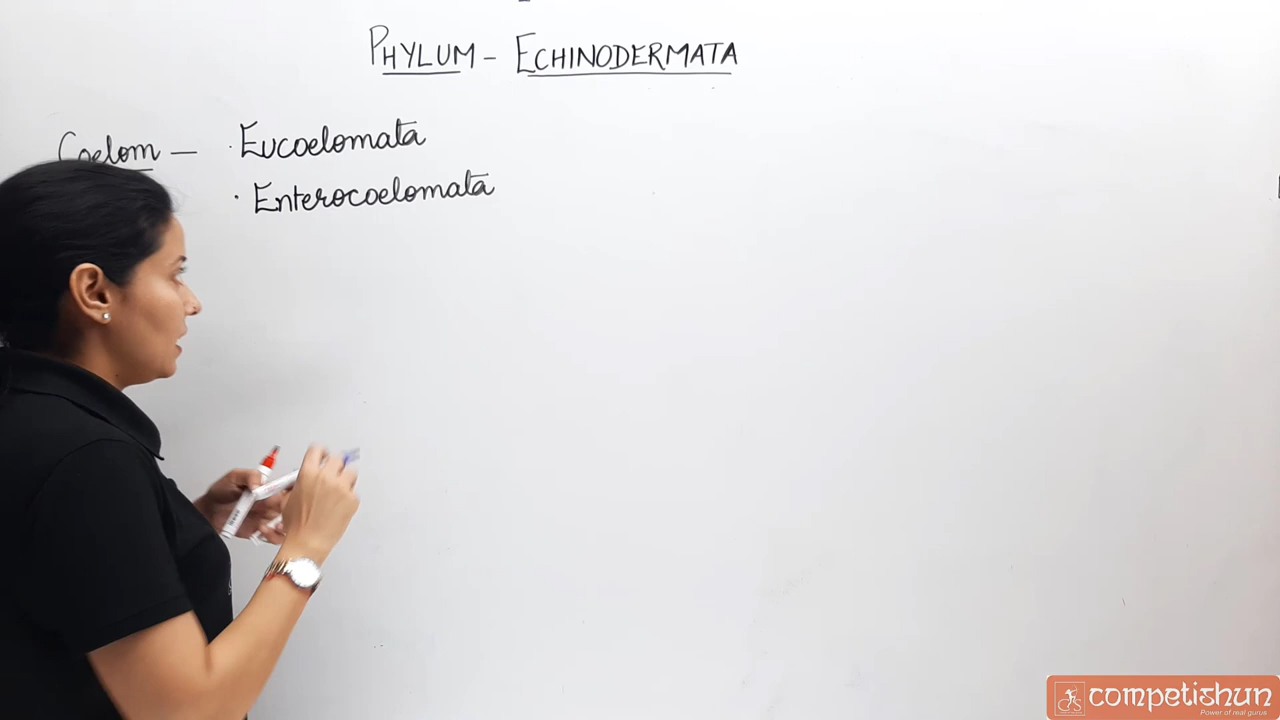 PHYLUM - ECHINODERMATA
Coelom — · Eucoelomata
· Enterocoelomata
competishun
Power of real gurus